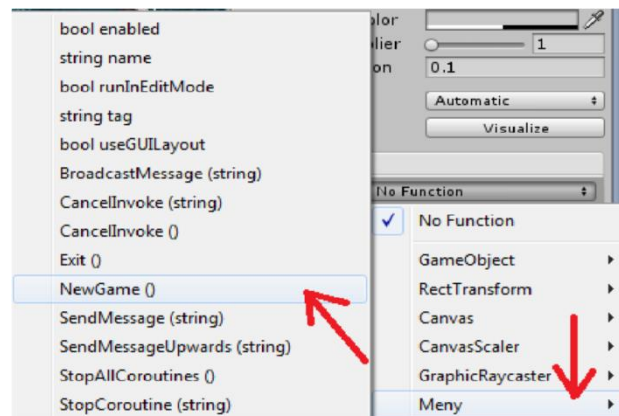 bool enabled
string name
bool runInEditMode
string tag
bool useGUILayout
BroadcastMessage (string)
CancelInvoke (string)
CancelInvoke ()
Exit ()
NewGame ()
SendMessage (string)
SendMessageUpwards (string)
StopAllCoroutines ()
StopCoroutine (string)
olor
lier
1
on
0.1
Automatic
Visualize
No Function
No Function
GameObject
RectTransform
Canvas
CanvasScaler
GraphicRaycaster
Meny